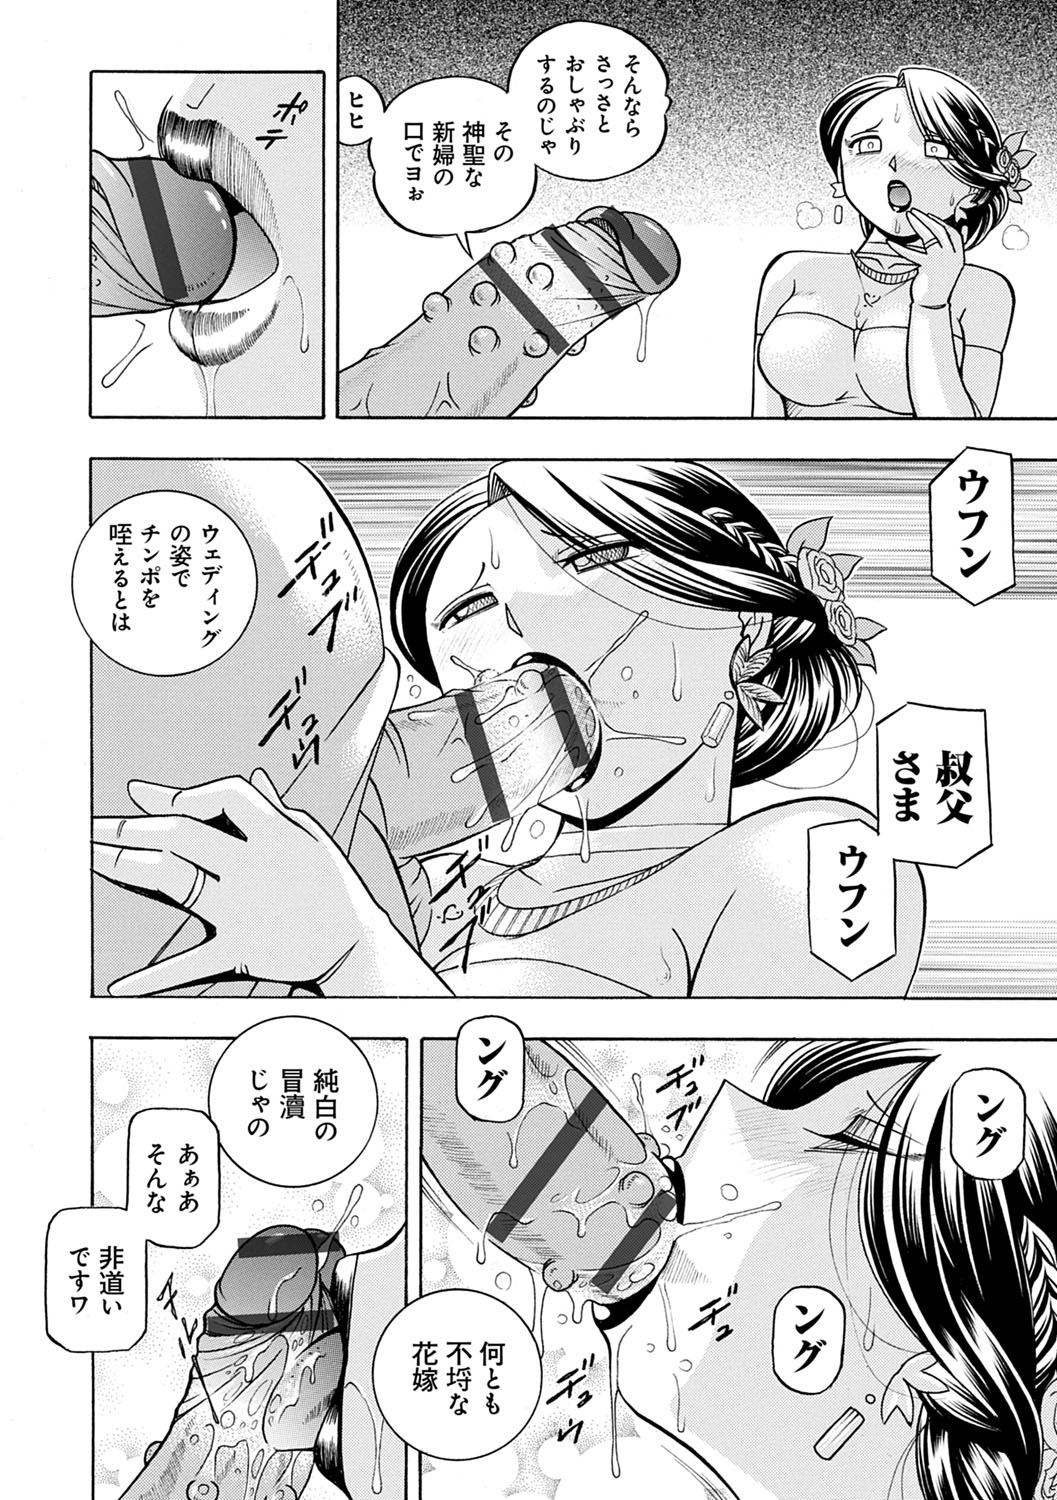 そんなら
さっさと
おしゃぶり
するのじゃ
その
神聖な
新婦の
口でヨぉ
ヒヒ
ポテ
ウフン
叔父
さま
ウフン
ウェディング
の姿で
チンポを
咥えるとは
ヂュブ
ヂュウ
ヂュブ
ング
ング
ング
ヂュブ
ヂュ
ヂュウ
何とも
不埒な
花嫁
純白の
冒瀆
じゃの
あぁあ
そんな
非道い
ですワ